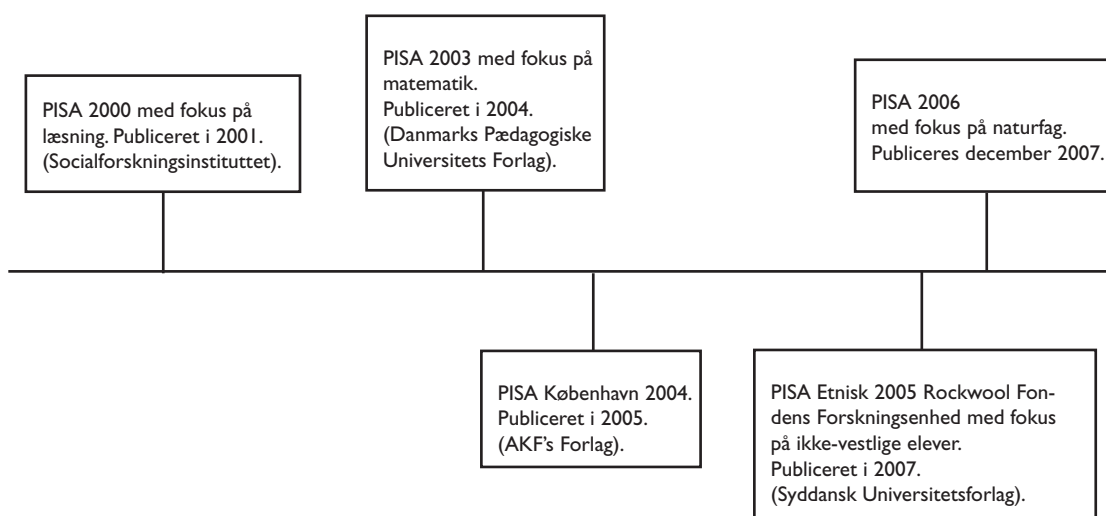 PISA 2000 med fokus på
læsning. Publiceret i 2001.
(Socialforskningsinstituttet).
PISA 2003 med fokus på
matematik.
Publiceret i 2004.
(Danmarks Pædagogiske
Universitets Forlag).
PISA 2006
med fokus på naturfag.
Publiceres december 2007.
PISA København 2004.
Publiceret i 2005.
(AKF's Forlag).
PISA Etnisk 2005 Rockwool Fon-
dens Forskningsenhed med fokus
på ikke-vestlige elever.
Publiceret i 2007.
(Syddansk Universitetsforlag).